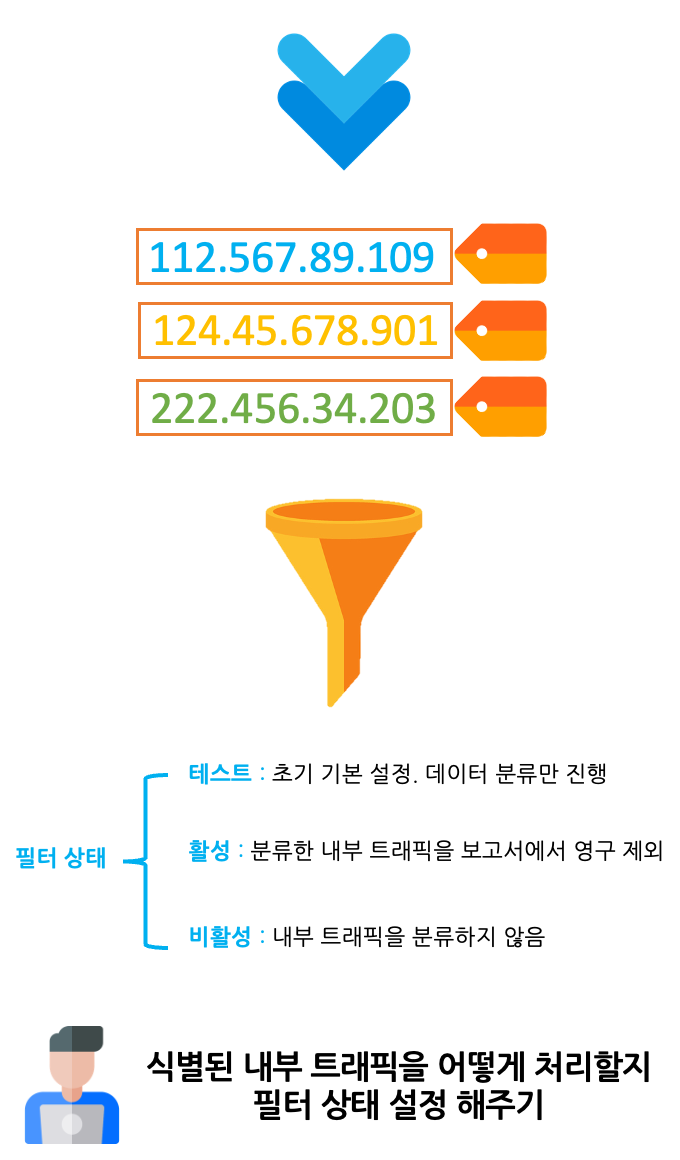 112.567.89.109
124.45.678.901
222.456.34.203
테스트 : 초기 기본 설정. 데이터 분류만 진행
필터 상태
활성 : 분류한 내부 트래픽을 보고서에서 영구 제외
비활성 : 내부 트래픽을 분류하지 않음
식별된 내부 트래픽을 어떻게 처리할지
필터 상태 설정 해주기